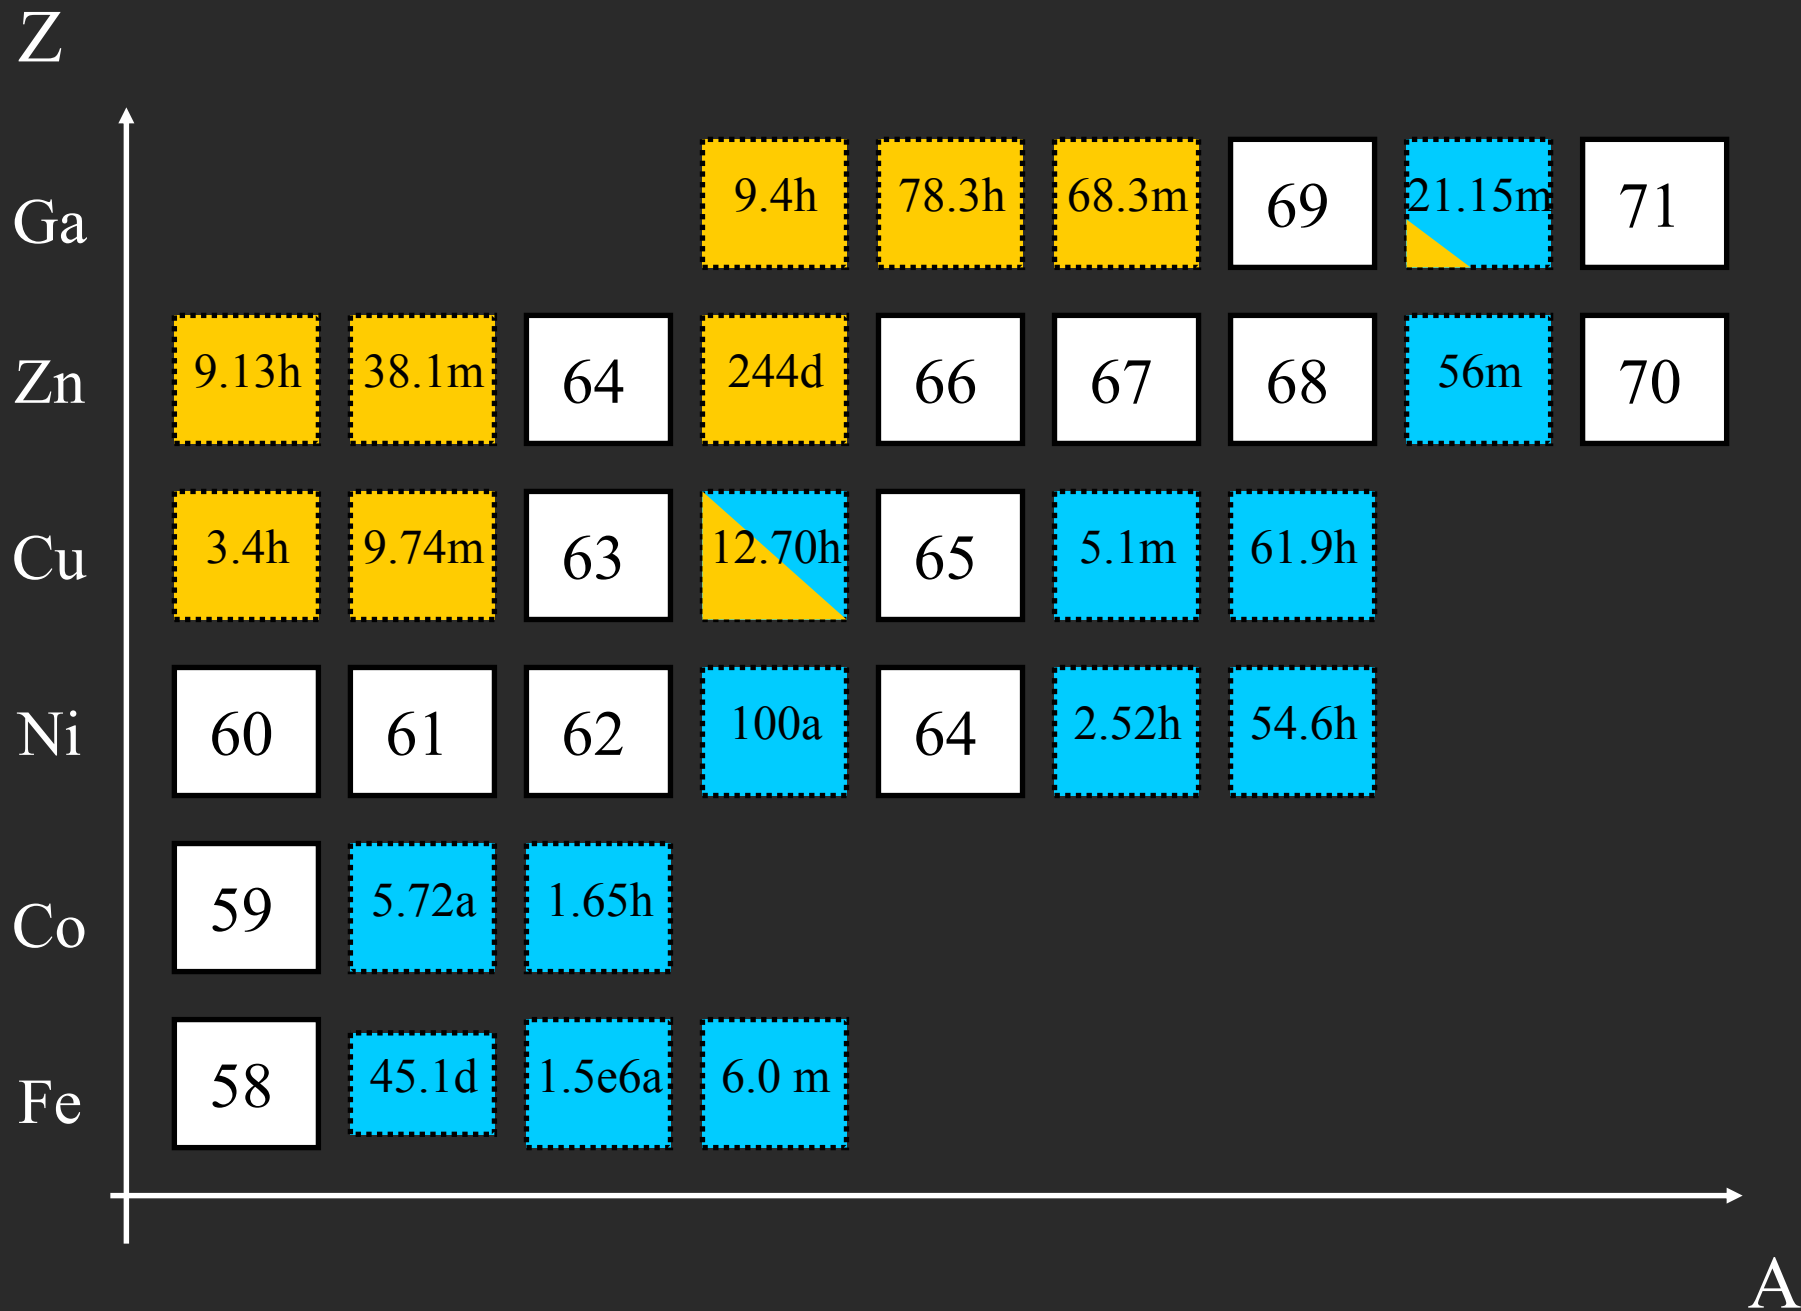 Z
Ga 9.4h 78.3h 68.3m 69 21.15m 71
Zn 9.13h 38.1m 64 244d 66 67 68 56m 70
Cu 3.4h 9.74m 63 12.70h 65 5.1m 61.9h
Ni 60 61 62 100a 64 2.52h 54.6h
Co 59 5.72a 1.65h
Fe 58 45.1d 1.5e6a 6.0 m
A